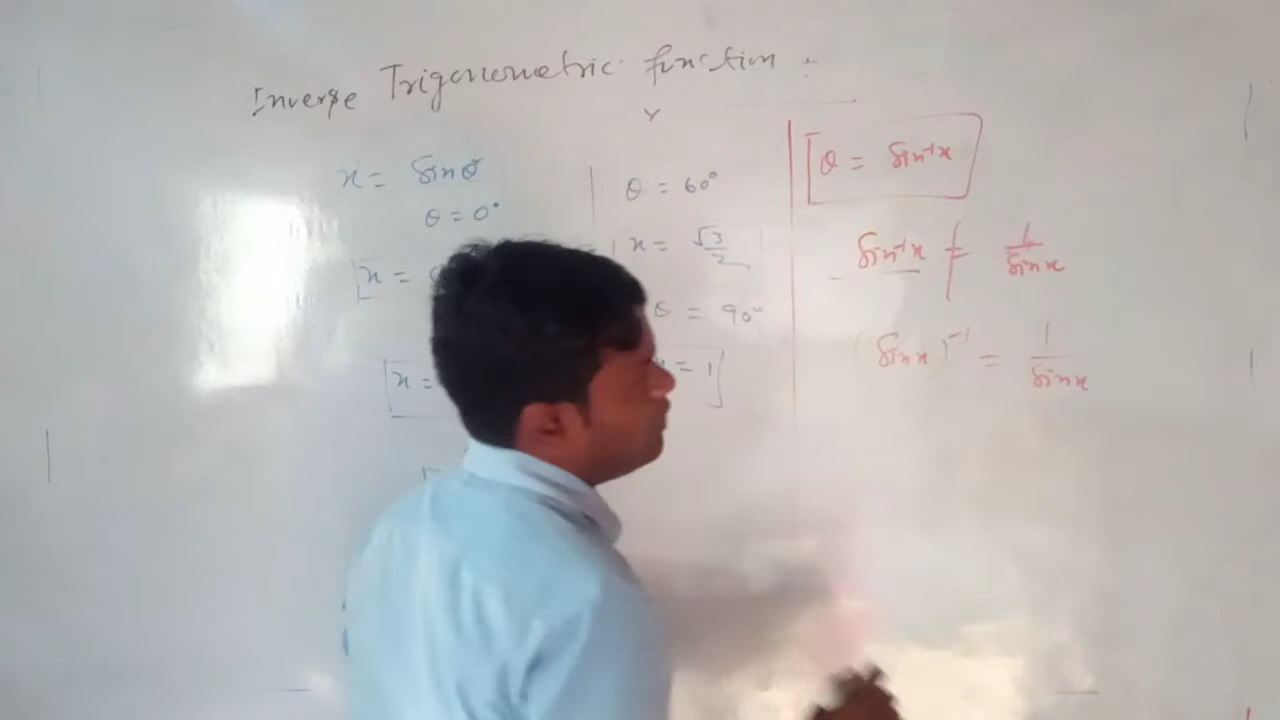 Inverse Trigonometric function :
x = sinθ
θ = 0°
x =
x =
θ = 60°
x = √3/2
θ = 90°
= 1
θ = sin⁻¹x
sin⁻¹x ≠ 1/sinx
sinx)⁻¹ = 1/sinx